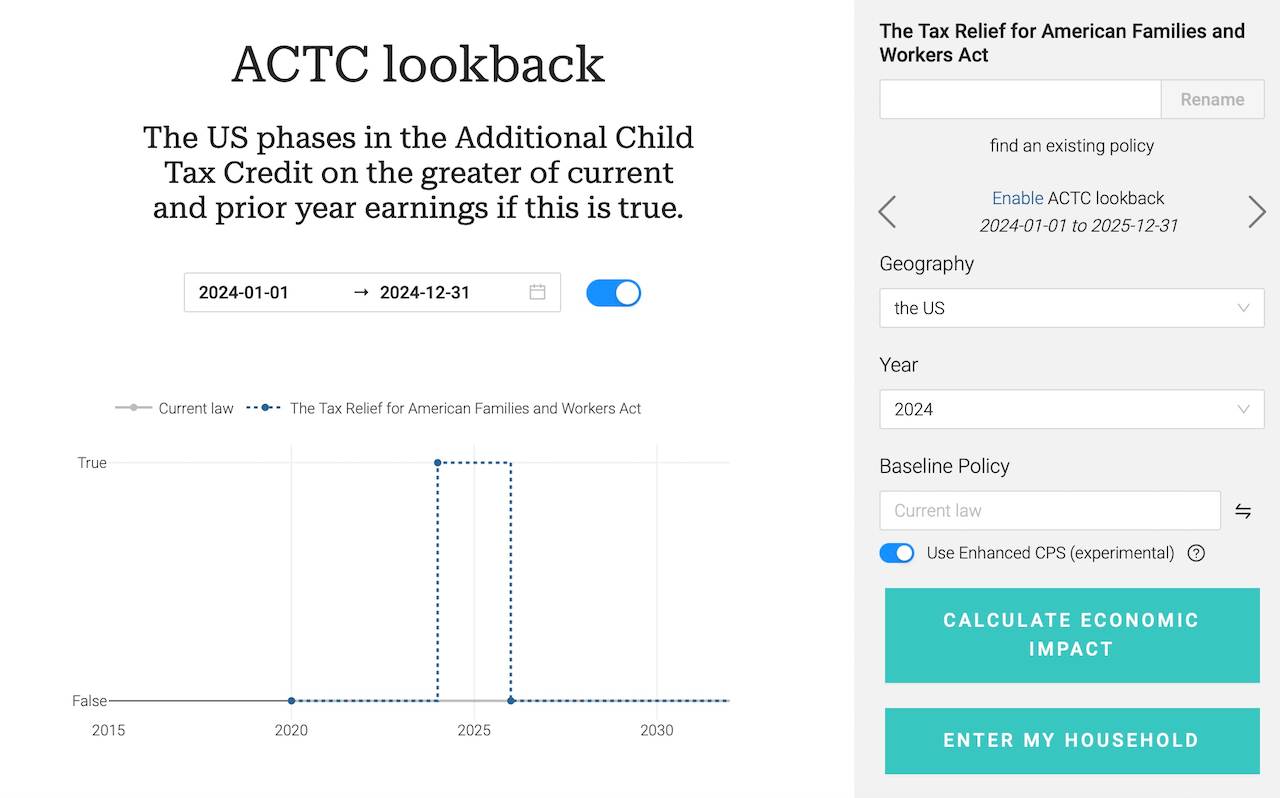 ACTC lookback
The US phases in the Additional Child
Tax Credit on the greater of current
and prior year earnings if this is true.
2024-01-01 → 2024-12-31
Current law
The Tax Relief for American Families and Workers Act
True
False
2015
2020
2025
2030
The Tax Relief for American Families and
Workers Act
Rename
find an existing policy
Enable ACTC lookback
2024-01-01 to 2025-12-31
Geography
the US
Year
2024
Baseline Policy
Current law
Use Enhanced CPS (experimental) ?
CALCULATE ECONOMIC
IMPACT
ENTER MY HOUSEHOLD